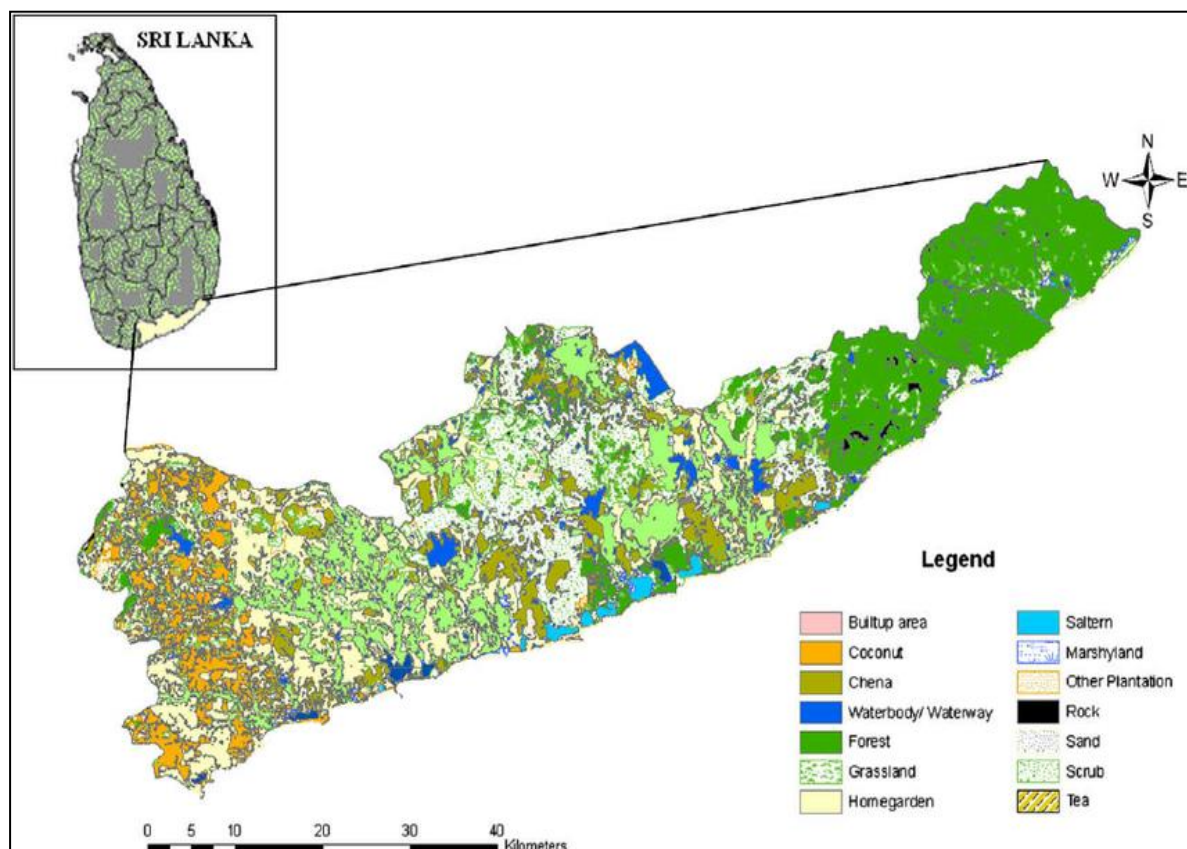 SRI LANKA
N
W E
S
Legend
Builtup area
Coconut
Chena
Waterbody/ Waterway
Forest
Grassland
Homegarden
Saltern
Marshyland
Other Plantation
Rock
Sand
Scrub
Tea
0 5 10 20 30 40
Kilometers